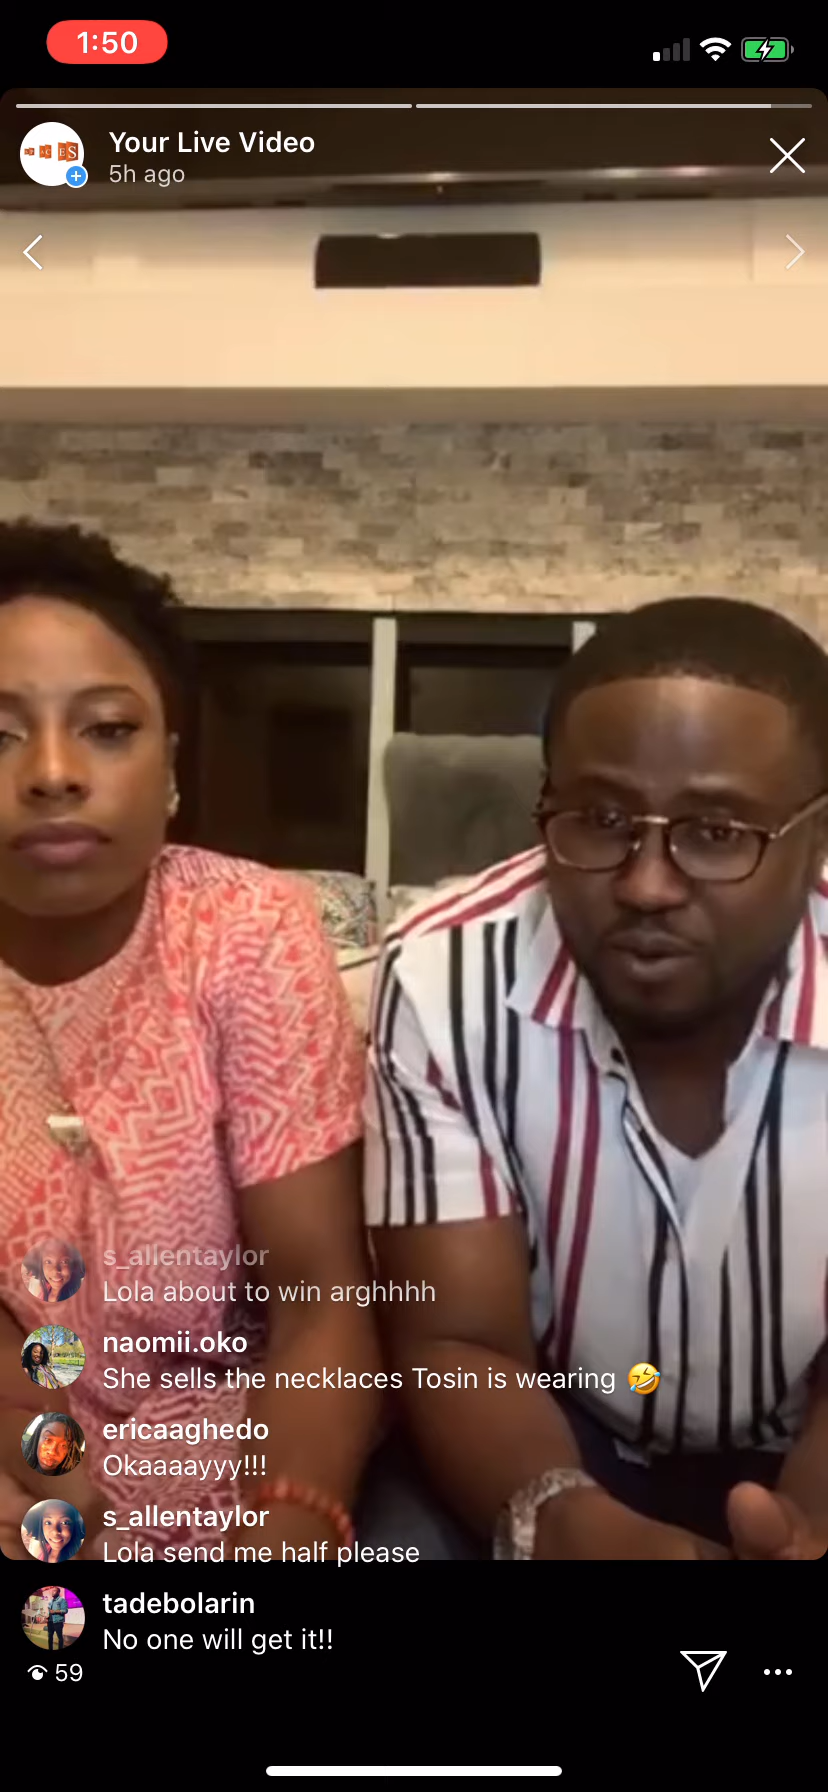 1:50
Your Live Video
5h ago
s_allentaylor
Lola about to win arghhhh
naomii.oko
She sells the necklaces Tosin is wearing 🤣
ericaaghedo
Okaaaayyy!!!
s_allentaylor
Lola send me half please
tadebolarin
No one will get it!!
59